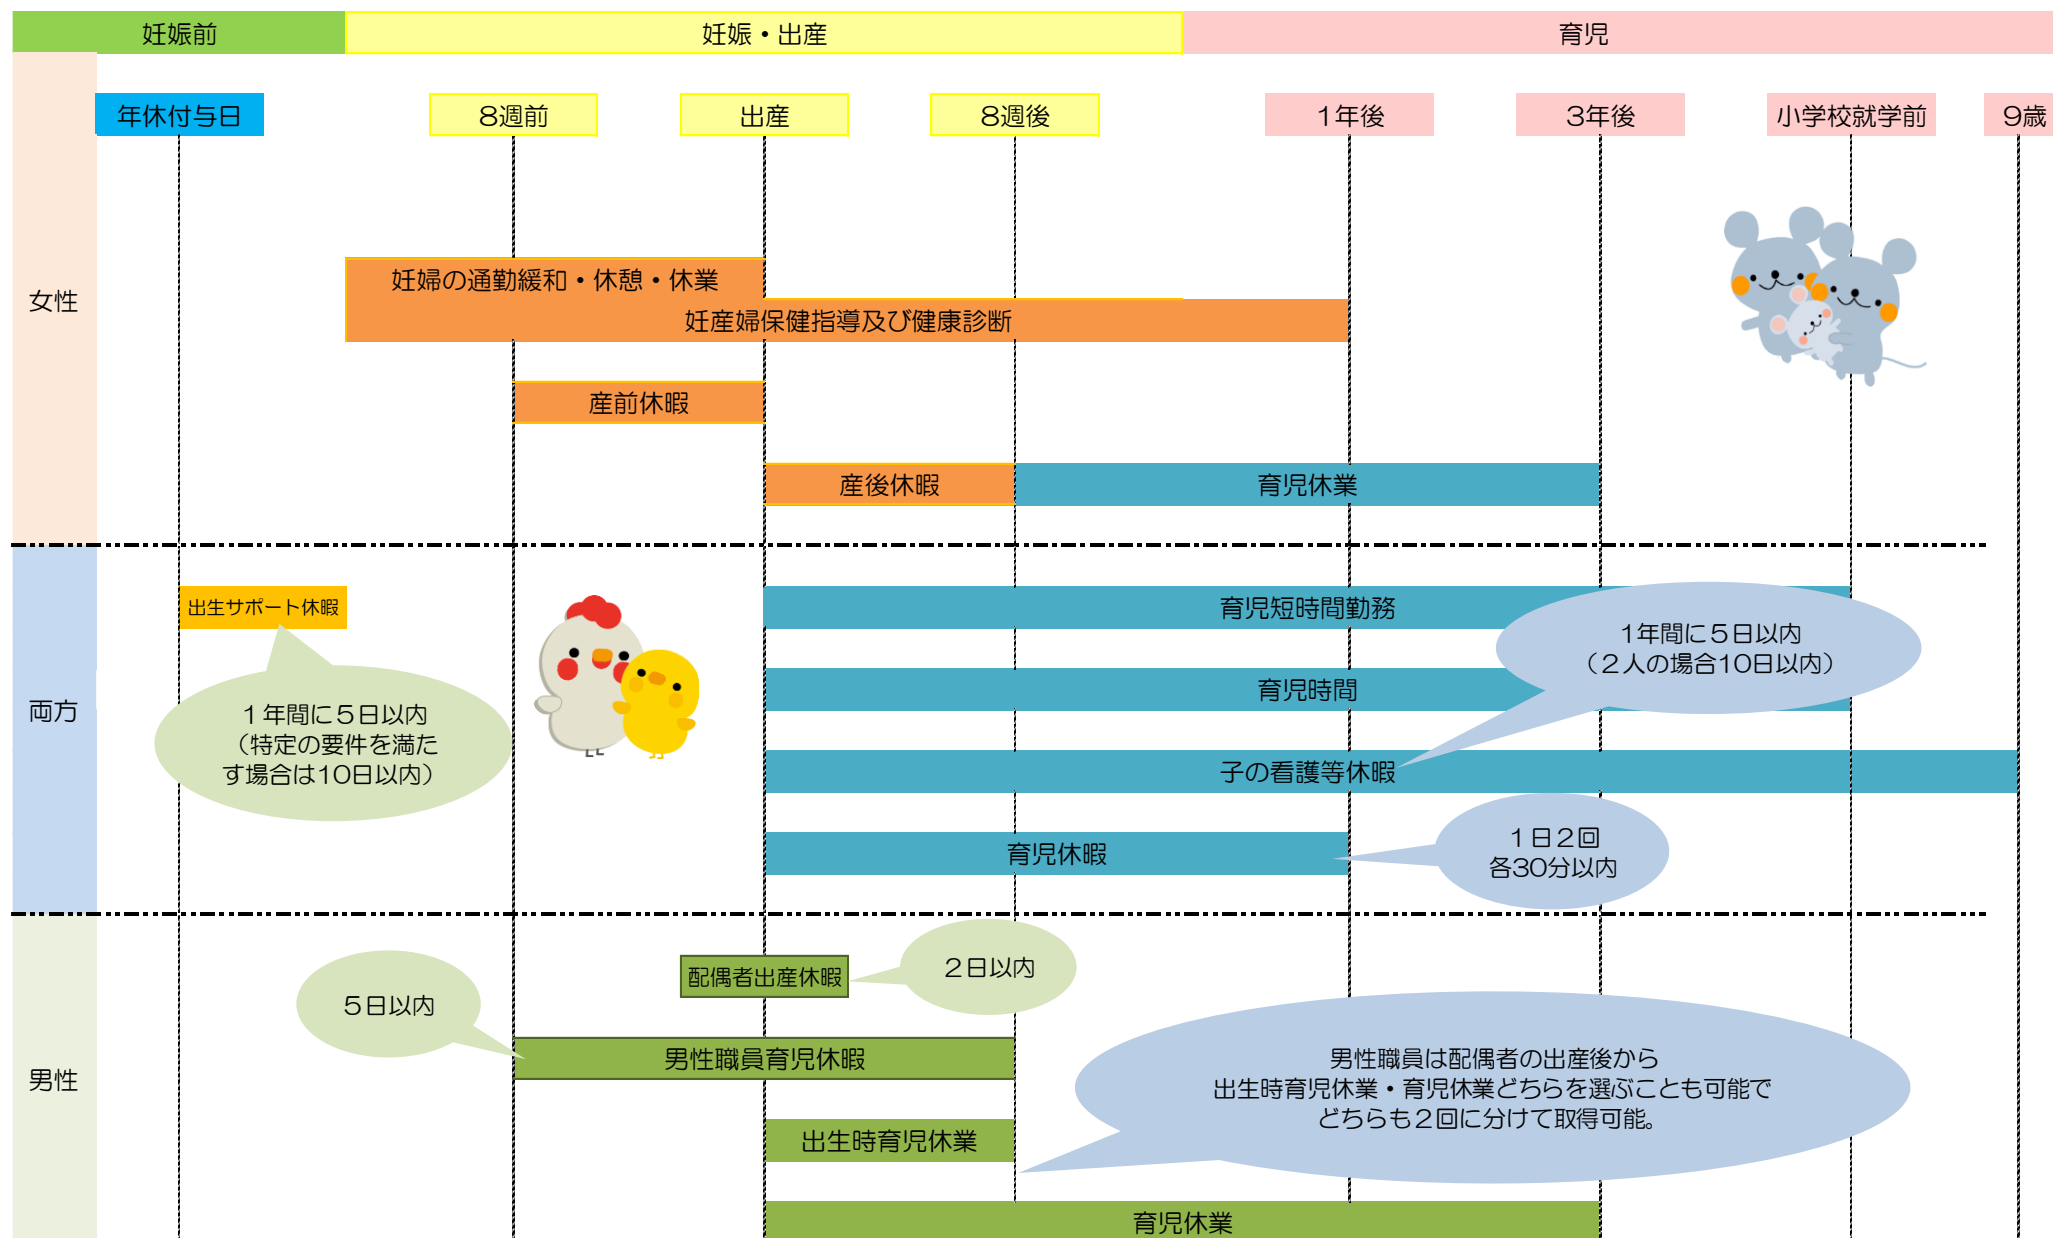 妊娠前
妊娠・出産
育児
年休付与日
8週前
出産
8週後
1年後
3年後
小学校就学前
9歳
女性
妊婦の通勤緩和・休憩・休業
妊産婦保健指導及び健康診断
産前休暇
産後休暇
育児休業
両方
出生サポート休暇
１年間に５日以内
（特定の要件を満た
す場合は10日以内）
育児短時間勤務
1年間に５日以内
（２人の場合10日以内）
育児時間
子の看護等休暇
育児休暇
１日２回
各30分以内
男性
配偶者出産休暇
２日以内
５日以内
男性職員育児休暇
男性職員は配偶者の出産後から
出生時育児休業・育児休業どちらを選ぶことも可能で
どちらも２回に分けて取得可能。
出生時育児休業
育児休業